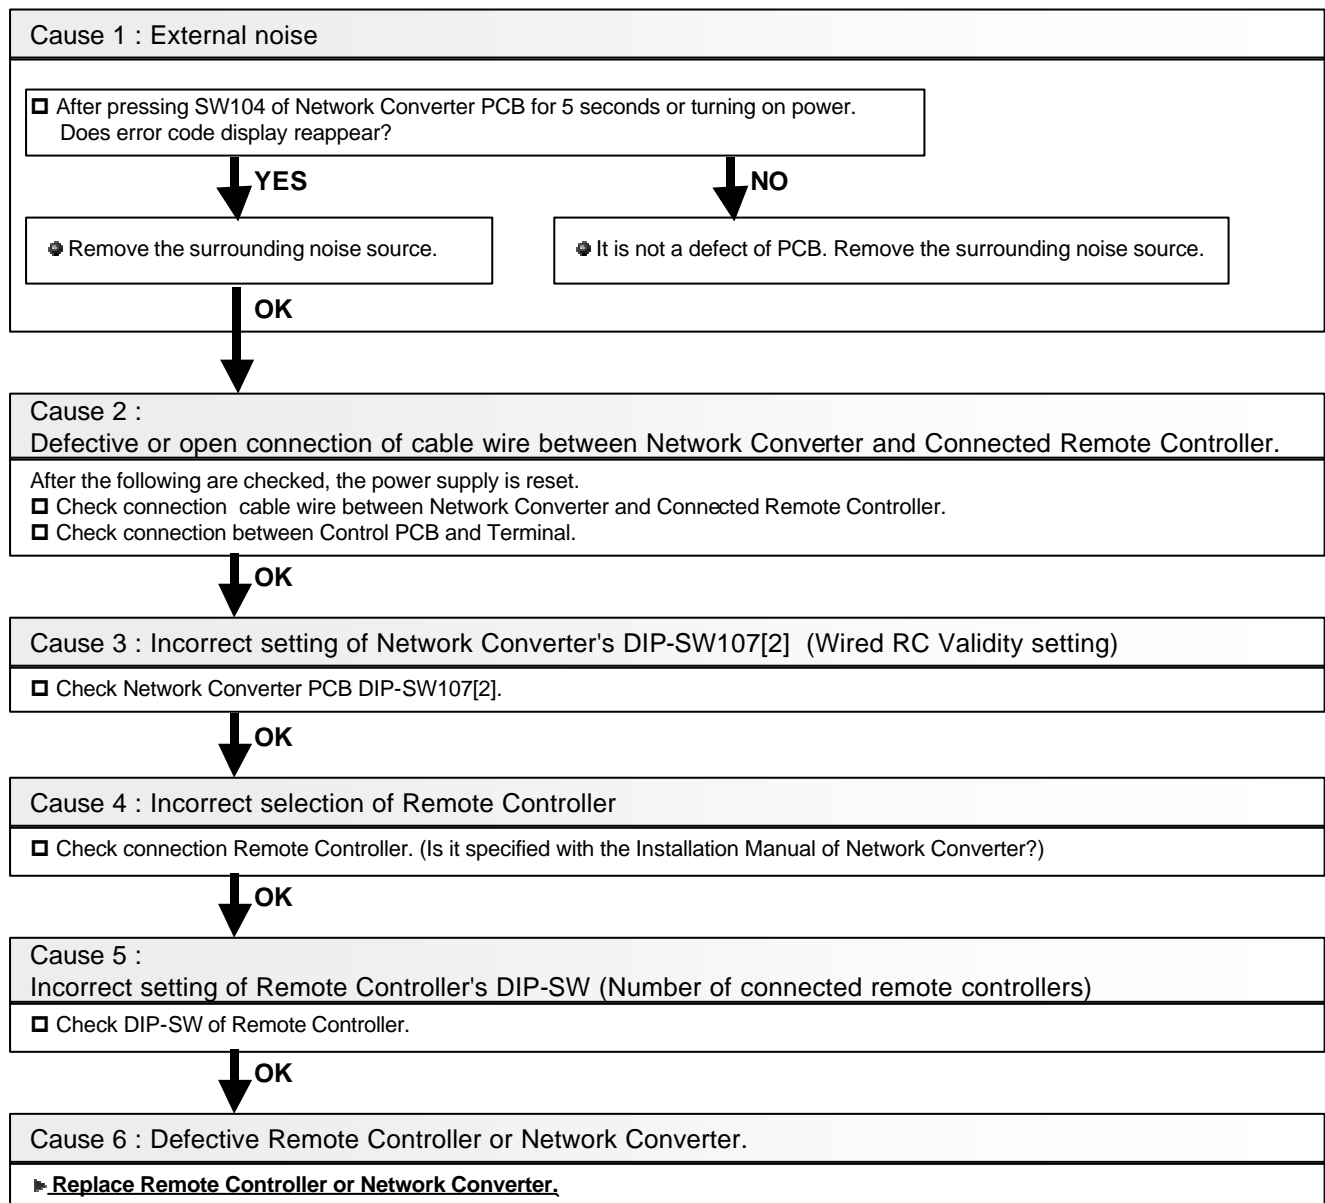 Cause 1 : External noise
After pressing SW104 of Network Converter PCB for 5 seconds or turning on power.
Does error code display reappear?
YES
NO
Remove the surrounding noise source.
It is not a defect of PCB. Remove the surrounding noise source.
OK
Cause 2 :
Defective or open connection of cable wire between Network Converter and Connected Remote Controller.
After the following are checked, the power supply is reset.
Check connection cable wire between Network Converter and Connected Remote Controller.
Check connection between Control PCB and Terminal.
OK
Cause 3 : Incorrect setting of Network Converter's DIP-SW107[2] (Wired RC Validity setting)
Check Network Converter PCB DIP-SW107[2].
OK
Cause 4 : Incorrect selection of Remote Controller
Check connection Remote Controller. (Is it specified with the Installation Manual of Network Converter?)
OK
Cause 5 :
Incorrect setting of Remote Controller's DIP-SW (Number of connected remote controllers)
Check DIP-SW of Remote Controller.
OK
Cause 6 : Defective Remote Controller or Network Converter.
Replace Remote Controller or Network Converter.